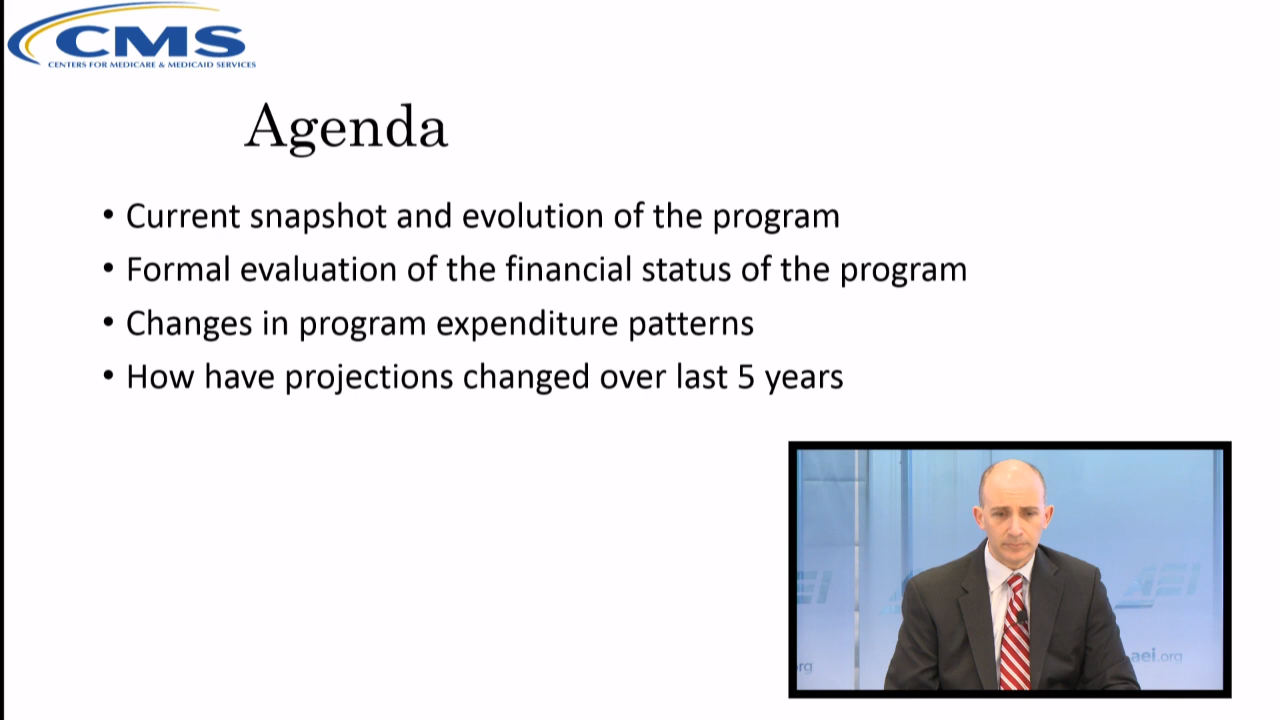 CMS
CENTERS FOR MEDICARE & MEDICAID SERVICES
Agenda
• Current snapshot and evolution of the program
• Formal evaluation of the financial status of the program
• Changes in program expenditure patterns
• How have projections changed over last 5 years
AEI
aei.org
rg